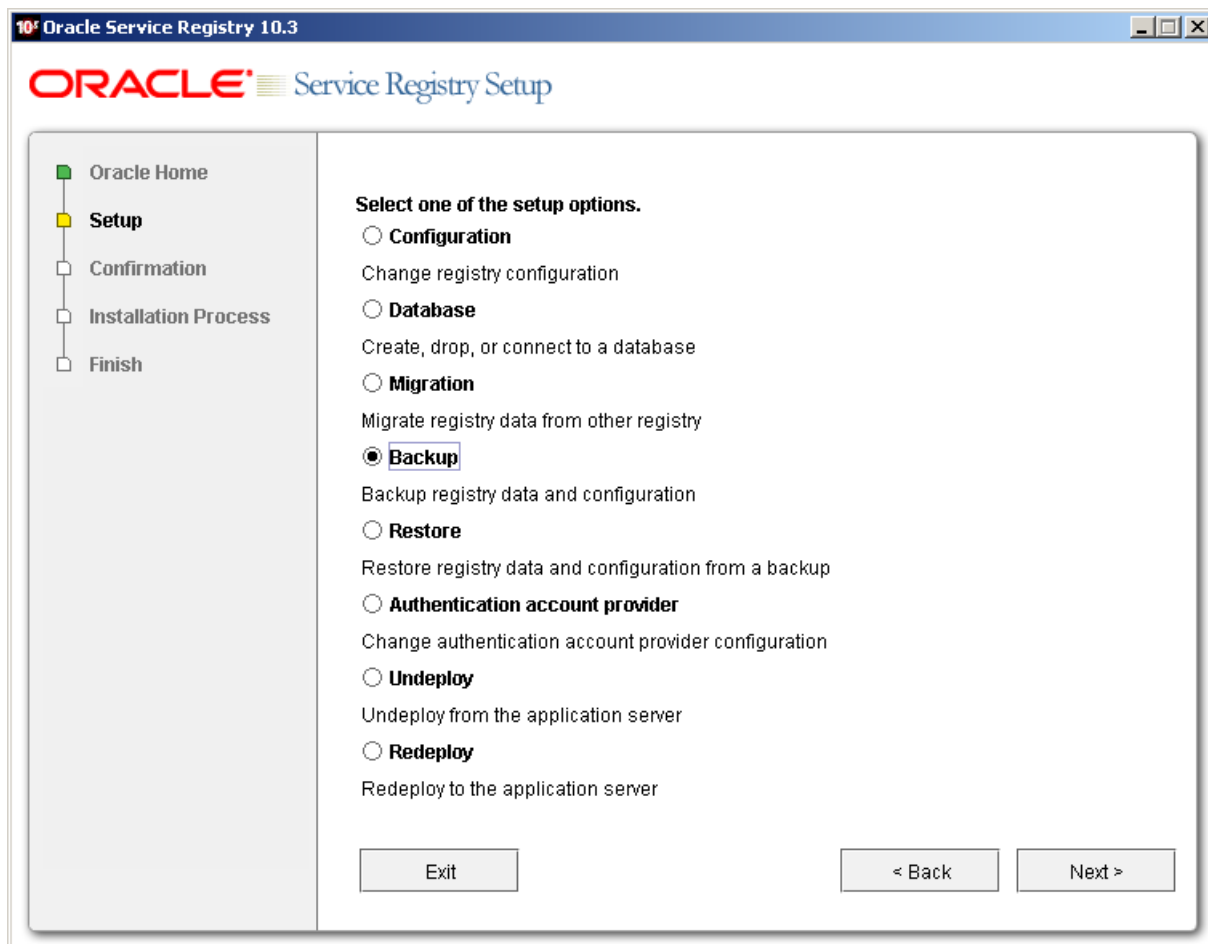 Oracle Service Registry 10.3
ORACLE Service Registry Setup
Oracle Home
Setup
Confirmation
Installation Process
Finish
Select one of the setup options.
Configuration
Change registry configuration
Database
Create, drop, or connect to a database
Migration
Migrate registry data from other registry
Backup
Backup registry data and configuration
Restore
Restore registry data and configuration from a backup
Authentication account provider
Change authentication account provider configuration
Undeploy
Undeploy from the application server
Redeploy
Redeploy to the application server
Exit
< Back
Next >